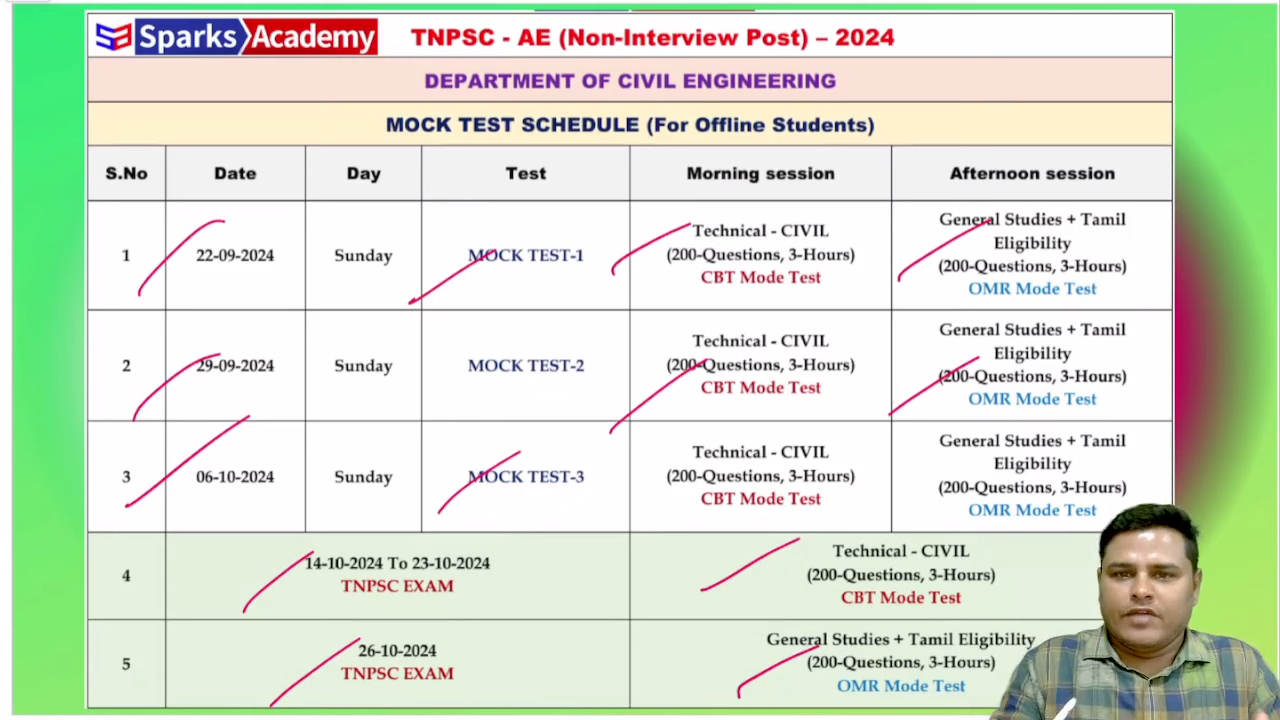 Sparks Academy
TNPSC - AE (Non-Interview Post) – 2024
DEPARTMENT OF CIVIL ENGINEERING
MOCK TEST SCHEDULE (For Offline Students)
S.No Date Day Test Morning session Afternoon session
1 22-09-2024 Sunday MOCK TEST-1
Technical - CIVIL
(200-Questions, 3-Hours)
CBT Mode Test
General Studies + Tamil
Eligibility
(200-Questions, 3-Hours)
OMR Mode Test
2 29-09-2024 Sunday MOCK TEST-2
Technical - CIVIL
(200-Questions, 3-Hours)
CBT Mode Test
General Studies + Tamil
Eligibility
(200-Questions, 3-Hours)
OMR Mode Test
3 06-10-2024 Sunday MOCK TEST-3
Technical - CIVIL
(200-Questions, 3-Hours)
CBT Mode Test
General Studies + Tamil
Eligibility
(200-Questions, 3-Hours)
OMR Mode Test
4
14-10-2024 To 23-10-2024
TNPSC EXAM
Technical - CIVIL
(200-Questions, 3-Hours)
CBT Mode Test
5
26-10-2024
TNPSC EXAM
General Studies + Tamil Eligibility
(200-Questions, 3-Hours)
OMR Mode Test